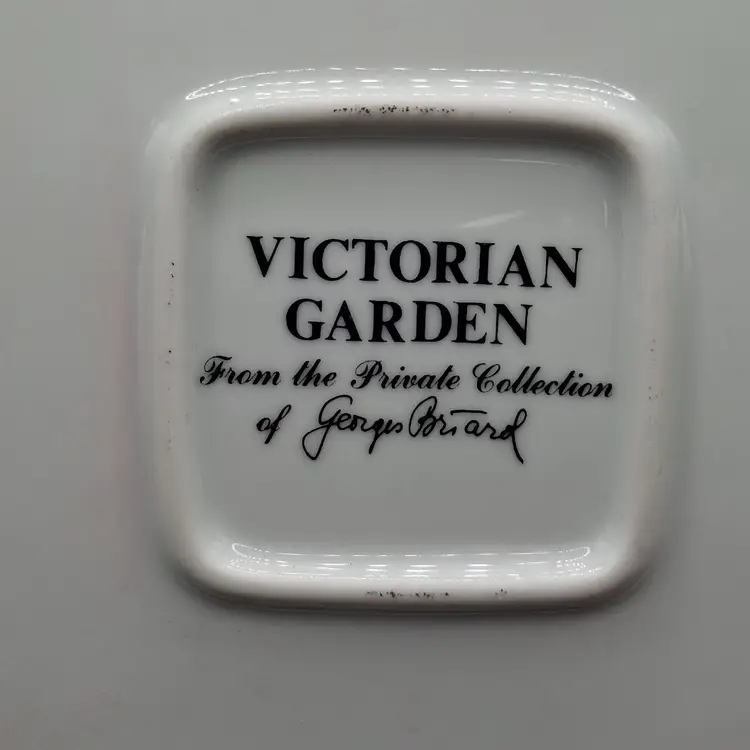 VICTORIAN
GARDEN
From the Private Collection
of Georges Briard